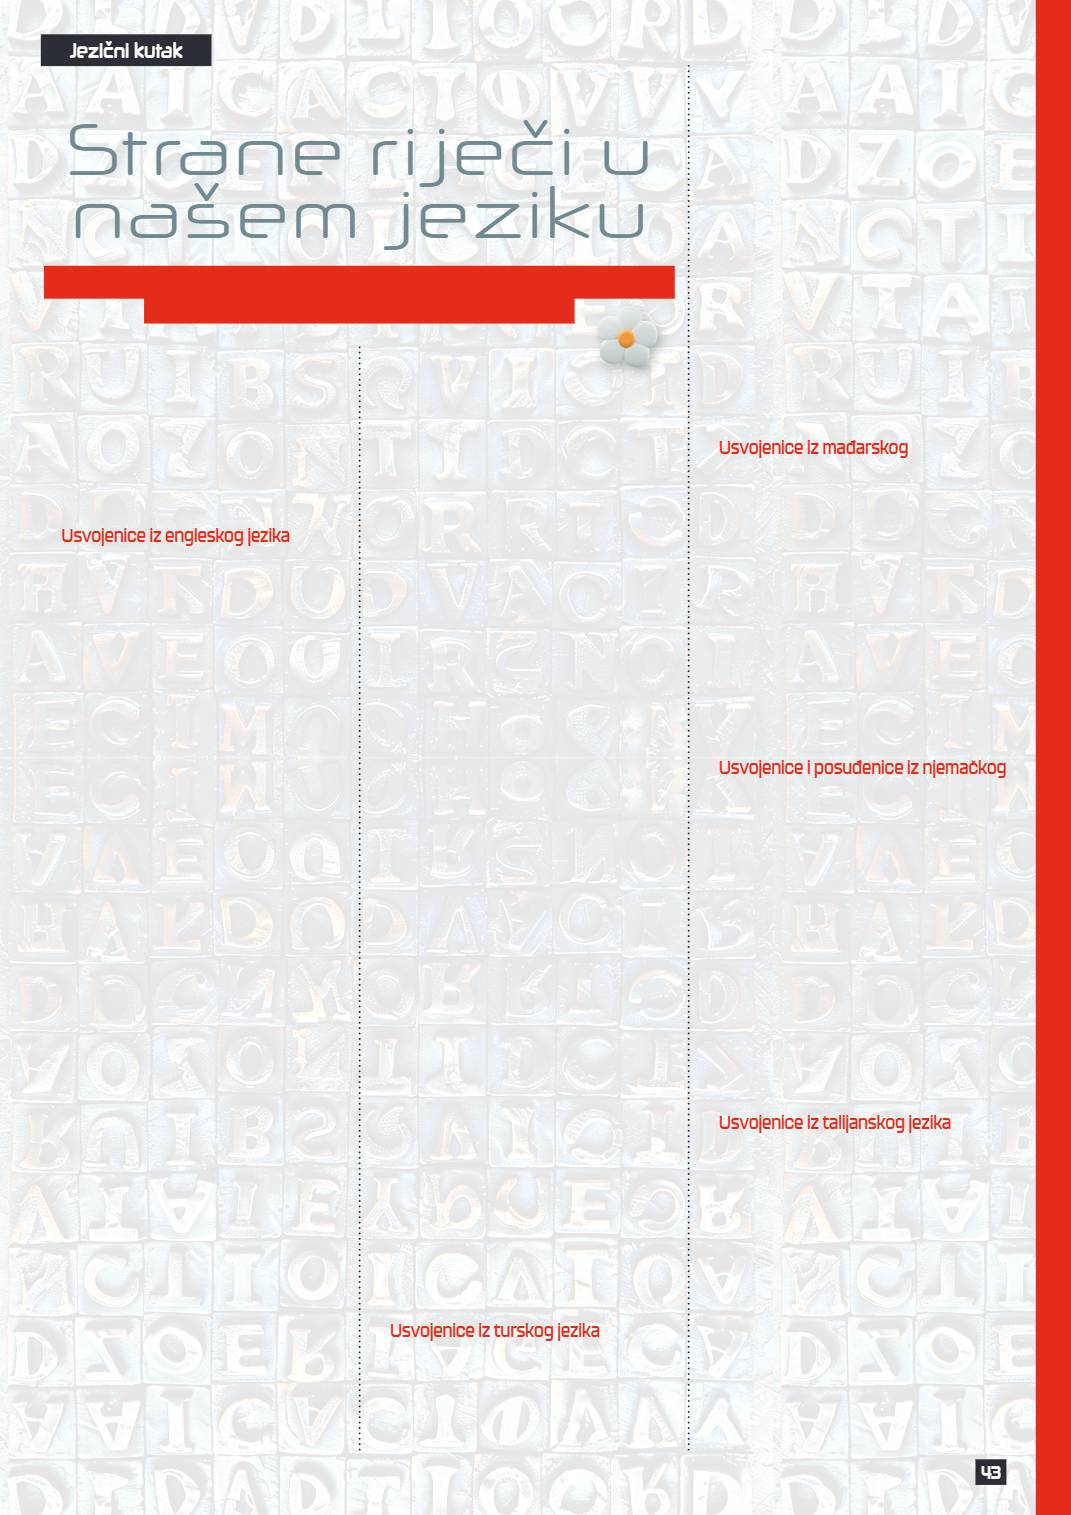 Jezični kutak
Strane riječi u
našem jeziku
Usvojenice iz engleskog jezika
Usvojenice iz turskog jezika
Usvojenice iz mađarskog
Usvojenice i posuđenice iz njemačkog
Usvojenice iz talijanskog jezika
43